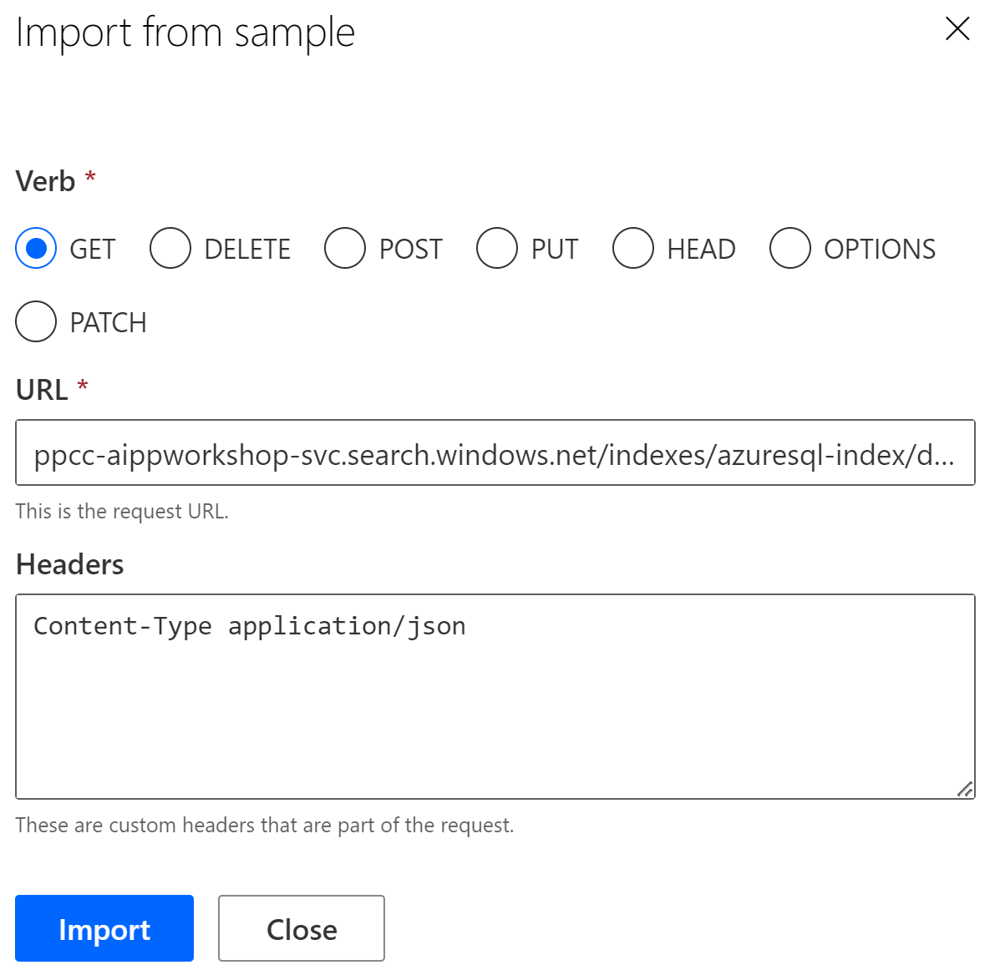 Import from sample
Verb *
GET DELETE POST PUT HEAD OPTIONS
PATCH
URL *
ppcc-aippworkshop-svc.search.windows.net/indexes/azuresql-index/d...
This is the request URL.
Headers
Content-Type application/json
These are custom headers that are part of the request.
Import Close